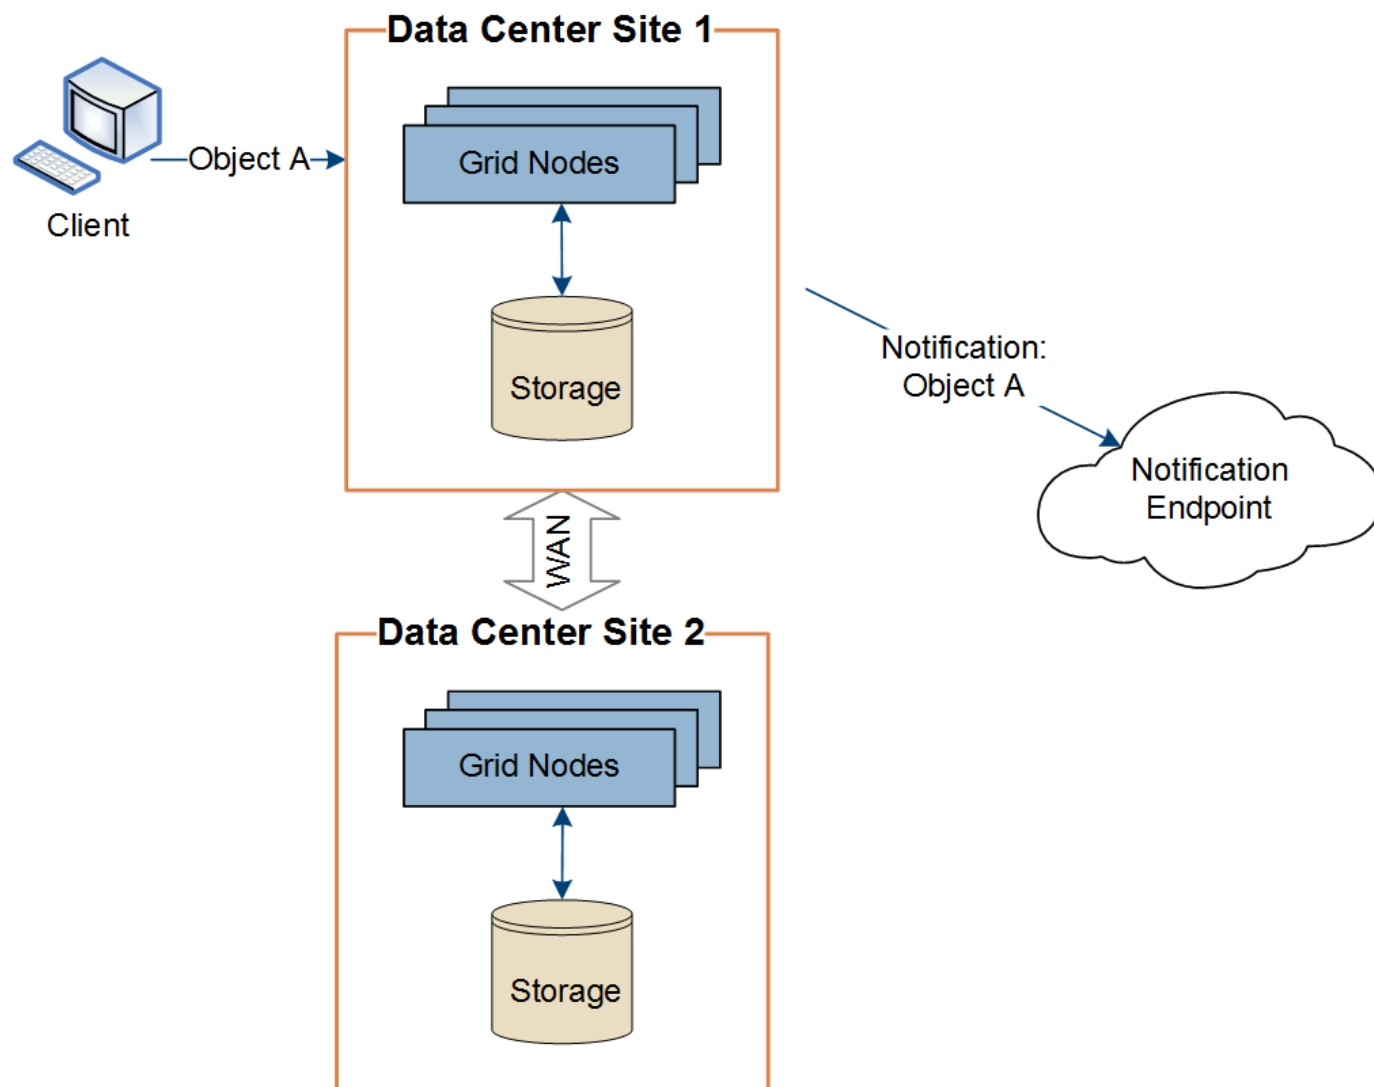 Data Center Site 1
Grid Nodes
Object A
Client
Storage
Notification:
Object A
Notification
Endpoint
WAN
Data Center Site 2
Grid Nodes
Storage